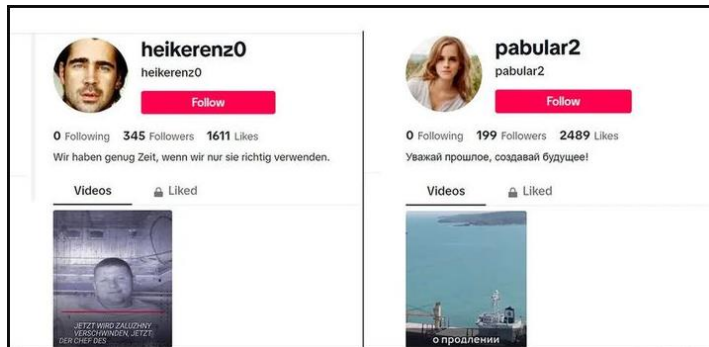 heikerenz0
heikerenz0
Follow
0 Following 345 Followers 1611 Likes
Wir haben genug Zeit, wenn wir nur sie richtig verwenden.
Videos Liked
JETZT WIRD ZALUZHNY
VERSCHWINDEN, JETZT
DER CHEF DES
pabular2
pabular2
Follow
0 Following 199 Followers 2489 Likes
Уважай прошлое, создавай будущее!
Videos Liked
о продлении